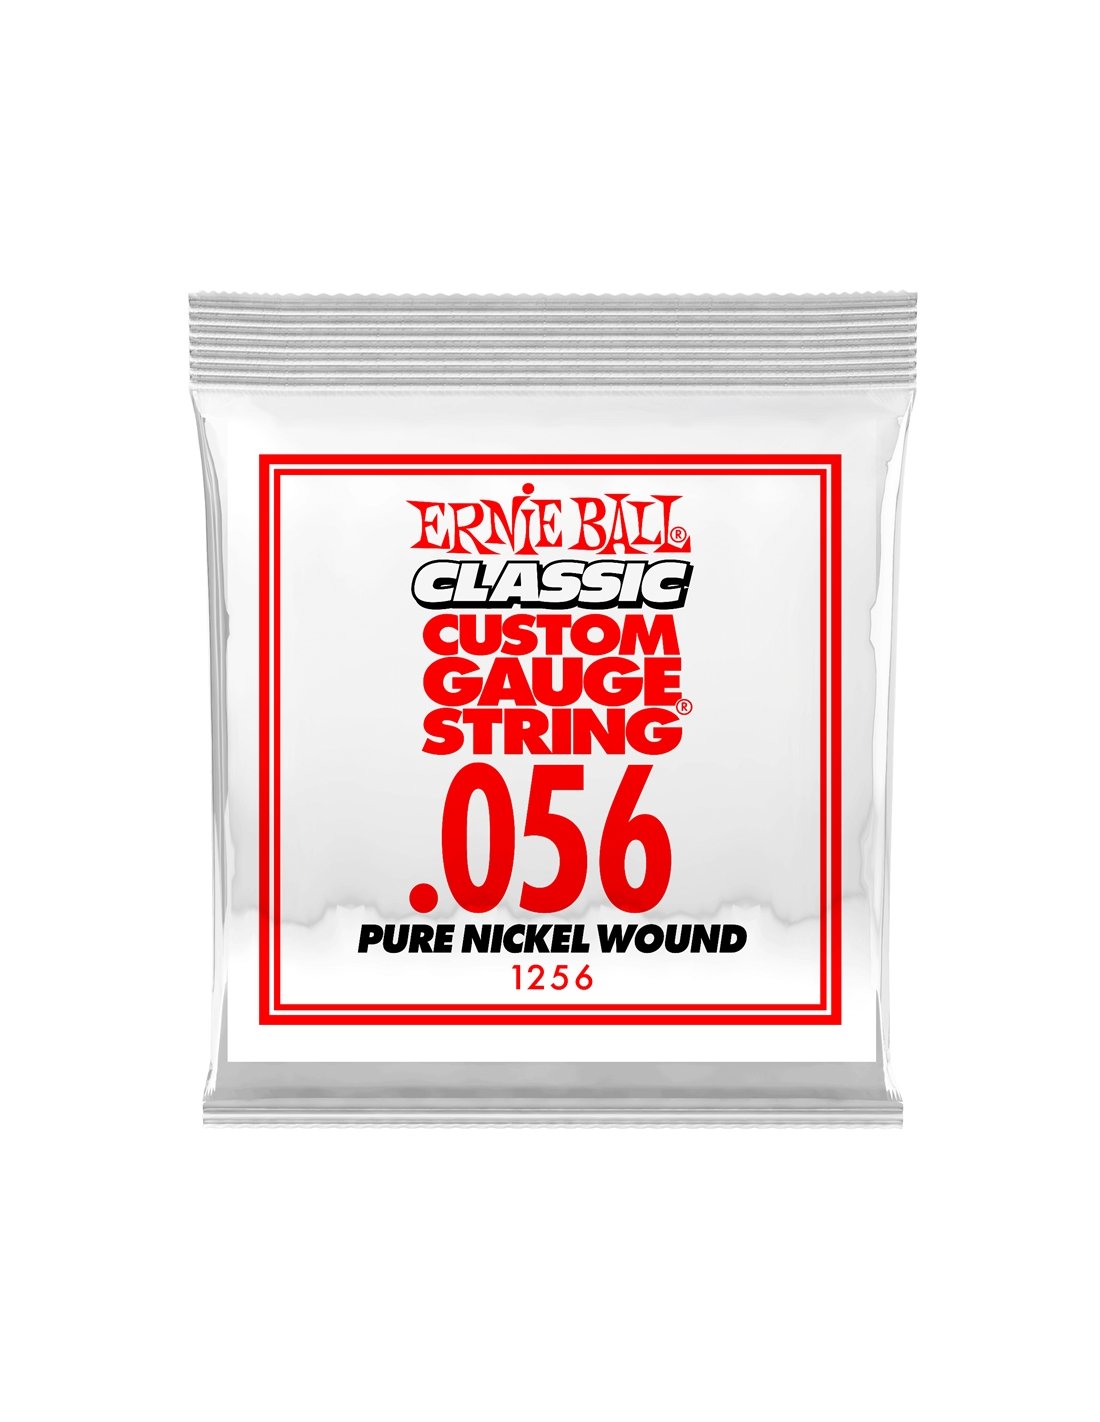 ERNiE BALL®
CLASSIC
CUSTOM
GAUGE
STRING®
.056
PURE NICKEL WOUND
1256